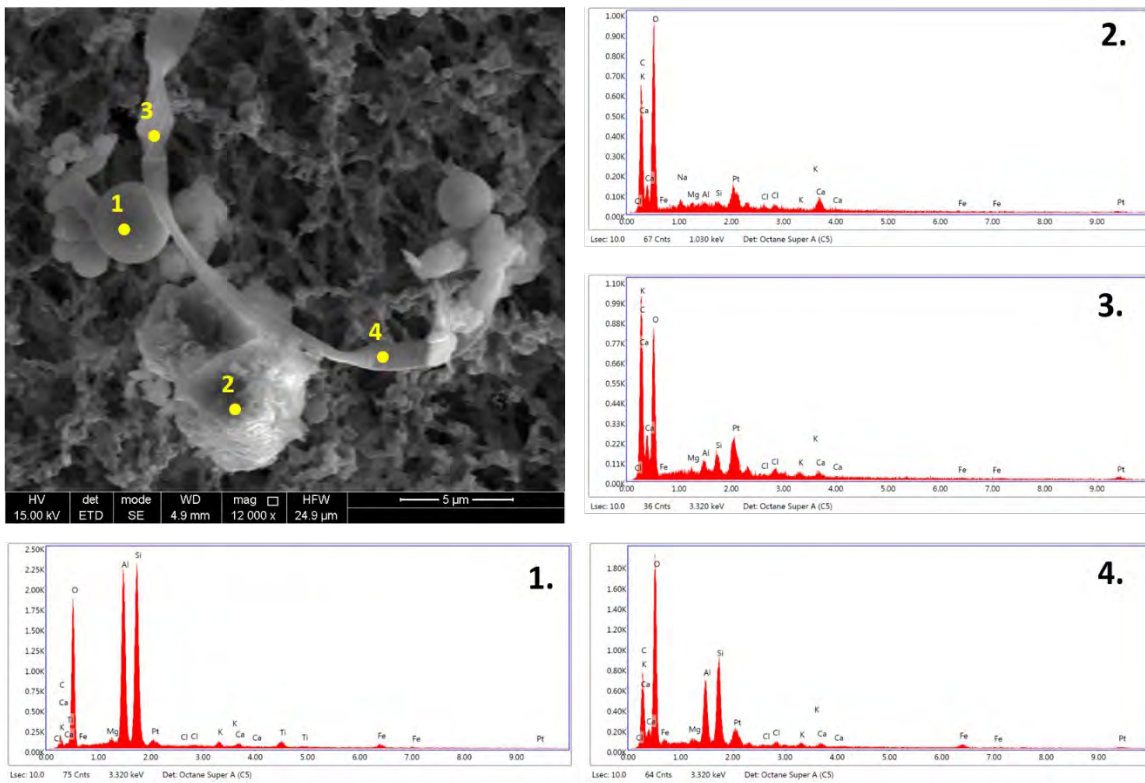 3
1
4
2
HV det mode WD mag □ HFW
15.00 kV ETD SE 4.9 mm 12 000 x 24.9 µm
5 µm
2.
1.00K
0.90K
0.80K
0.70K
0.60K
0.50K
0.40K
0.30K
0.20K
0.10K
0.00K
C
K
Ca
Ca
Cl
Fe
O
Na
Mg
Al
Si
Pt
Cl
Cl
K
K
Ca
Ca
Fe
Fe
Pt
0.00 1.00 2.00 3.00 4.00 5.00 6.00 7.00 8.00 9.00
Lsec: 10.0 67 Cnts 1.030 keV Det: Octane Super A (C5)
3.
1.10K
0.99K
0.88K
0.77K
0.66K
0.55K
0.44K
0.33K
0.22K
0.11K
0.00K
K
C
Ca
Ca
Cl
Fe
O
Mg
Al
Si
Pt
Cl
Cl
K
K
Ca
Ca
Fe
Fe
Pt
0.00 1.00 2.00 3.00 4.00 5.00 6.00 7.00 8.00 9.00
Lsec: 10.0 36 Cnts 3.320 keV Det: Octane Super A (C5)
1.
2.50K
2.25K
2.00K
1.75K
1.50K
1.25K
1.00K
0.75K
0.50K
0.25K
0.00K
C
Ca
Ti
K
Ca
Cl
Fe
O
Mg
Al
Si
Pt
Cl
Cl
K
K
Ca
Ca
Ti
Ti
Fe
Fe
Pt
0.00 1.00 2.00 3.00 4.00 5.00 6.00 7.00 8.00 9.00
Lsec: 10.0 75 Cnts 3.320 keV Det: Octane Super A (C5)
4.
1.80K
1.60K
1.40K
1.20K
1.00K
0.80K
0.60K
0.40K
0.20K
0.00K
C
K
Ca
Ca
Cl
Fe
O
Mg
Al
Si
Pt
Cl
Cl
K
K
Ca
Ca
Fe
Fe
Pt
0.00 1.00 2.00 3.00 4.00 5.00 6.00 7.00 8.00 9.00
Lsec: 10.0 64 Cnts 3.320 keV Det: Octane Super A (C5)